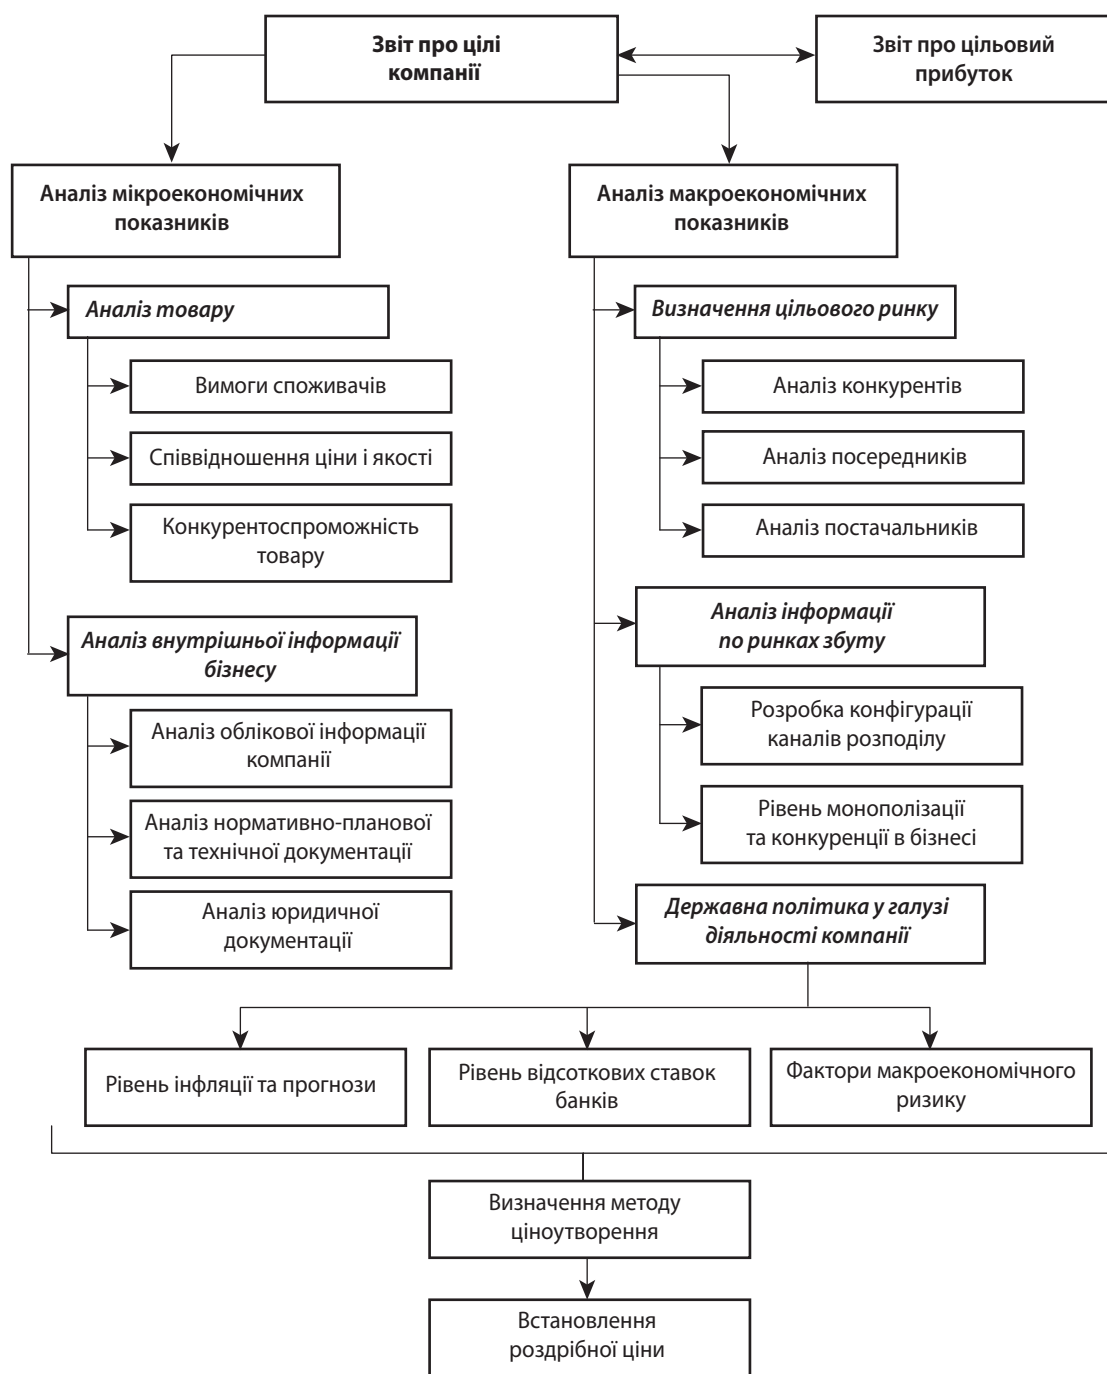 Звіт про цілі
компанії
Звіт про цільовий
прибуток
Аналіз мікроекономічних
показників
Аналіз макроекономічних
показників
Аналіз товару
Вимоги споживачів
Співвідношення ціни і якості
Конкурентоспроможність
товару
Аналіз внутрішньої інформації
бізнесу
Аналіз облікової інформації
компанії
Аналіз нормативно-планової
та технічної документації
Аналіз юридичної
документації
Визначення цільового ринку
Аналіз конкурентів
Аналіз посередників
Аналіз постачальників
Аналіз інформації
по ринках збуту
Розробка конфігурації
каналів розподілу
Рівень монополізації
та конкуренції в бізнесі
Державна політика у галузі
діяльності компанії
Рівень інфляції та прогнози
Рівень відсоткових ставок
банків
Фактори макроекономічного
ризику
Визначення методу
ціноутворення
Встановлення
роздрібної ціни